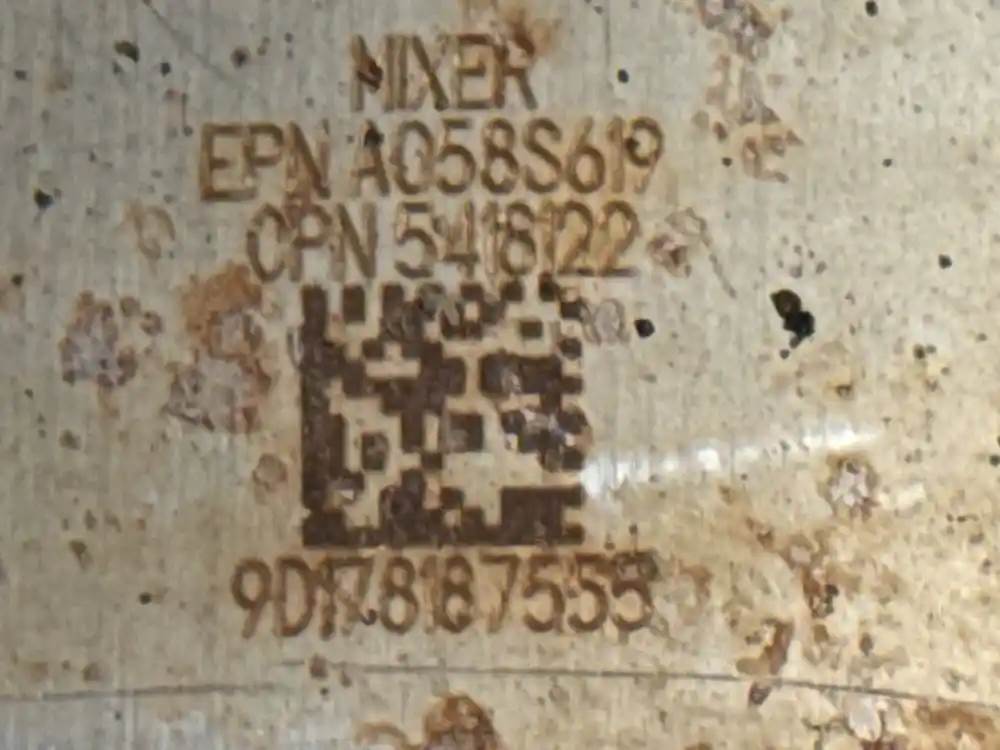 MIXER
EPN A058S619
CPN 5418122
9D178187555